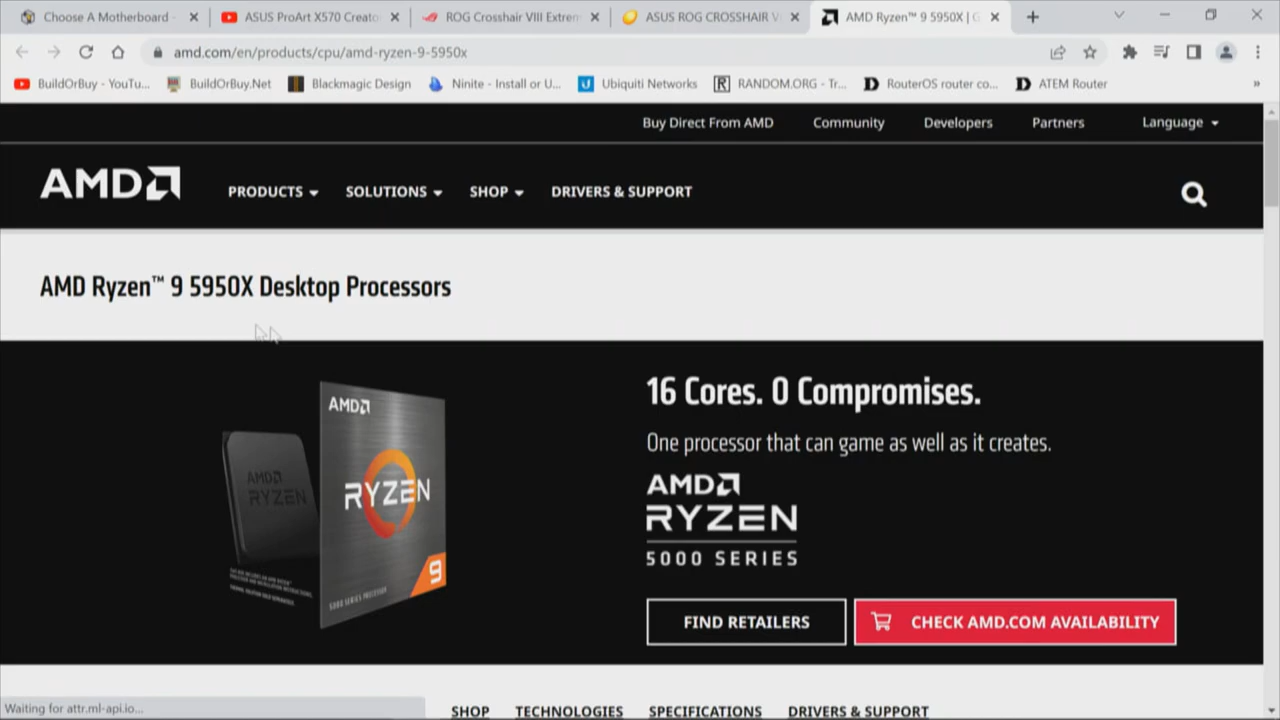 Choose A Motherboard -
ASUS ProArt X570 Creato
ROG Crosshair VIII Extrem
ASUS ROG CROSSHAIR V
AMD Ryzen™ 9 5950X | G
amd.com/en/products/cpu/amd-ryzen-9-5950x
BuildOrBuy - YouTu...
BuildOrBuy.Net
Blackmagic Design
Ninite - Install or U...
Ubiquiti Networks
RANDOM.ORG - Tr...
RouterOS router co...
ATEM Router
Buy Direct From AMD
Community
Developers
Partners
Language
AMD
PRODUCTS
SOLUTIONS
SHOP
DRIVERS & SUPPORT
AMD Ryzen™ 9 5950X Desktop Processors
AMD
RYZEN
9
5000 SERIES PROCESSOR
AMD
RYZEN
16 Cores. 0 Compromises.
One processor that can game as well as it creates.
AMD
RYZEN
5000 SERIES
FIND RETAILERS
CHECK AMD.COM AVAILABILITY
SHOP
TECHNOLOGIES
SPECIFICATIONS
DRIVERS & SUPPORT
Waiting for attr.ml-api.io...